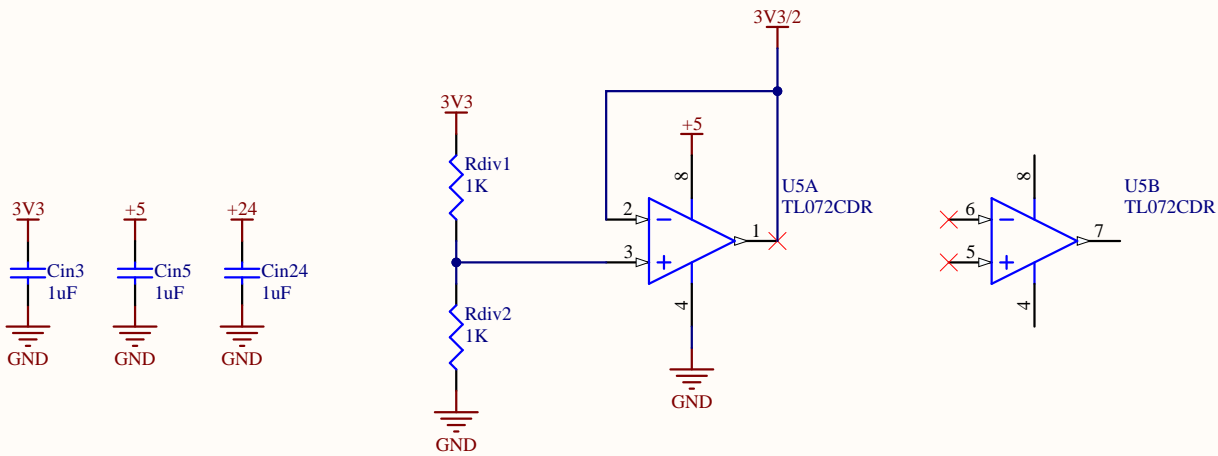 3V3
Cin3
1uF
GND
+5
Cin5
1uF
GND
+24
Cin24
1uF
GND
3V3
Rdiv1
1K
Rdiv2
1K
GND
3V3/2
+5
8
2
3
1
4
U5A
TL072CDR
GND
8
6
5
7
4
U5B
TL072CDR